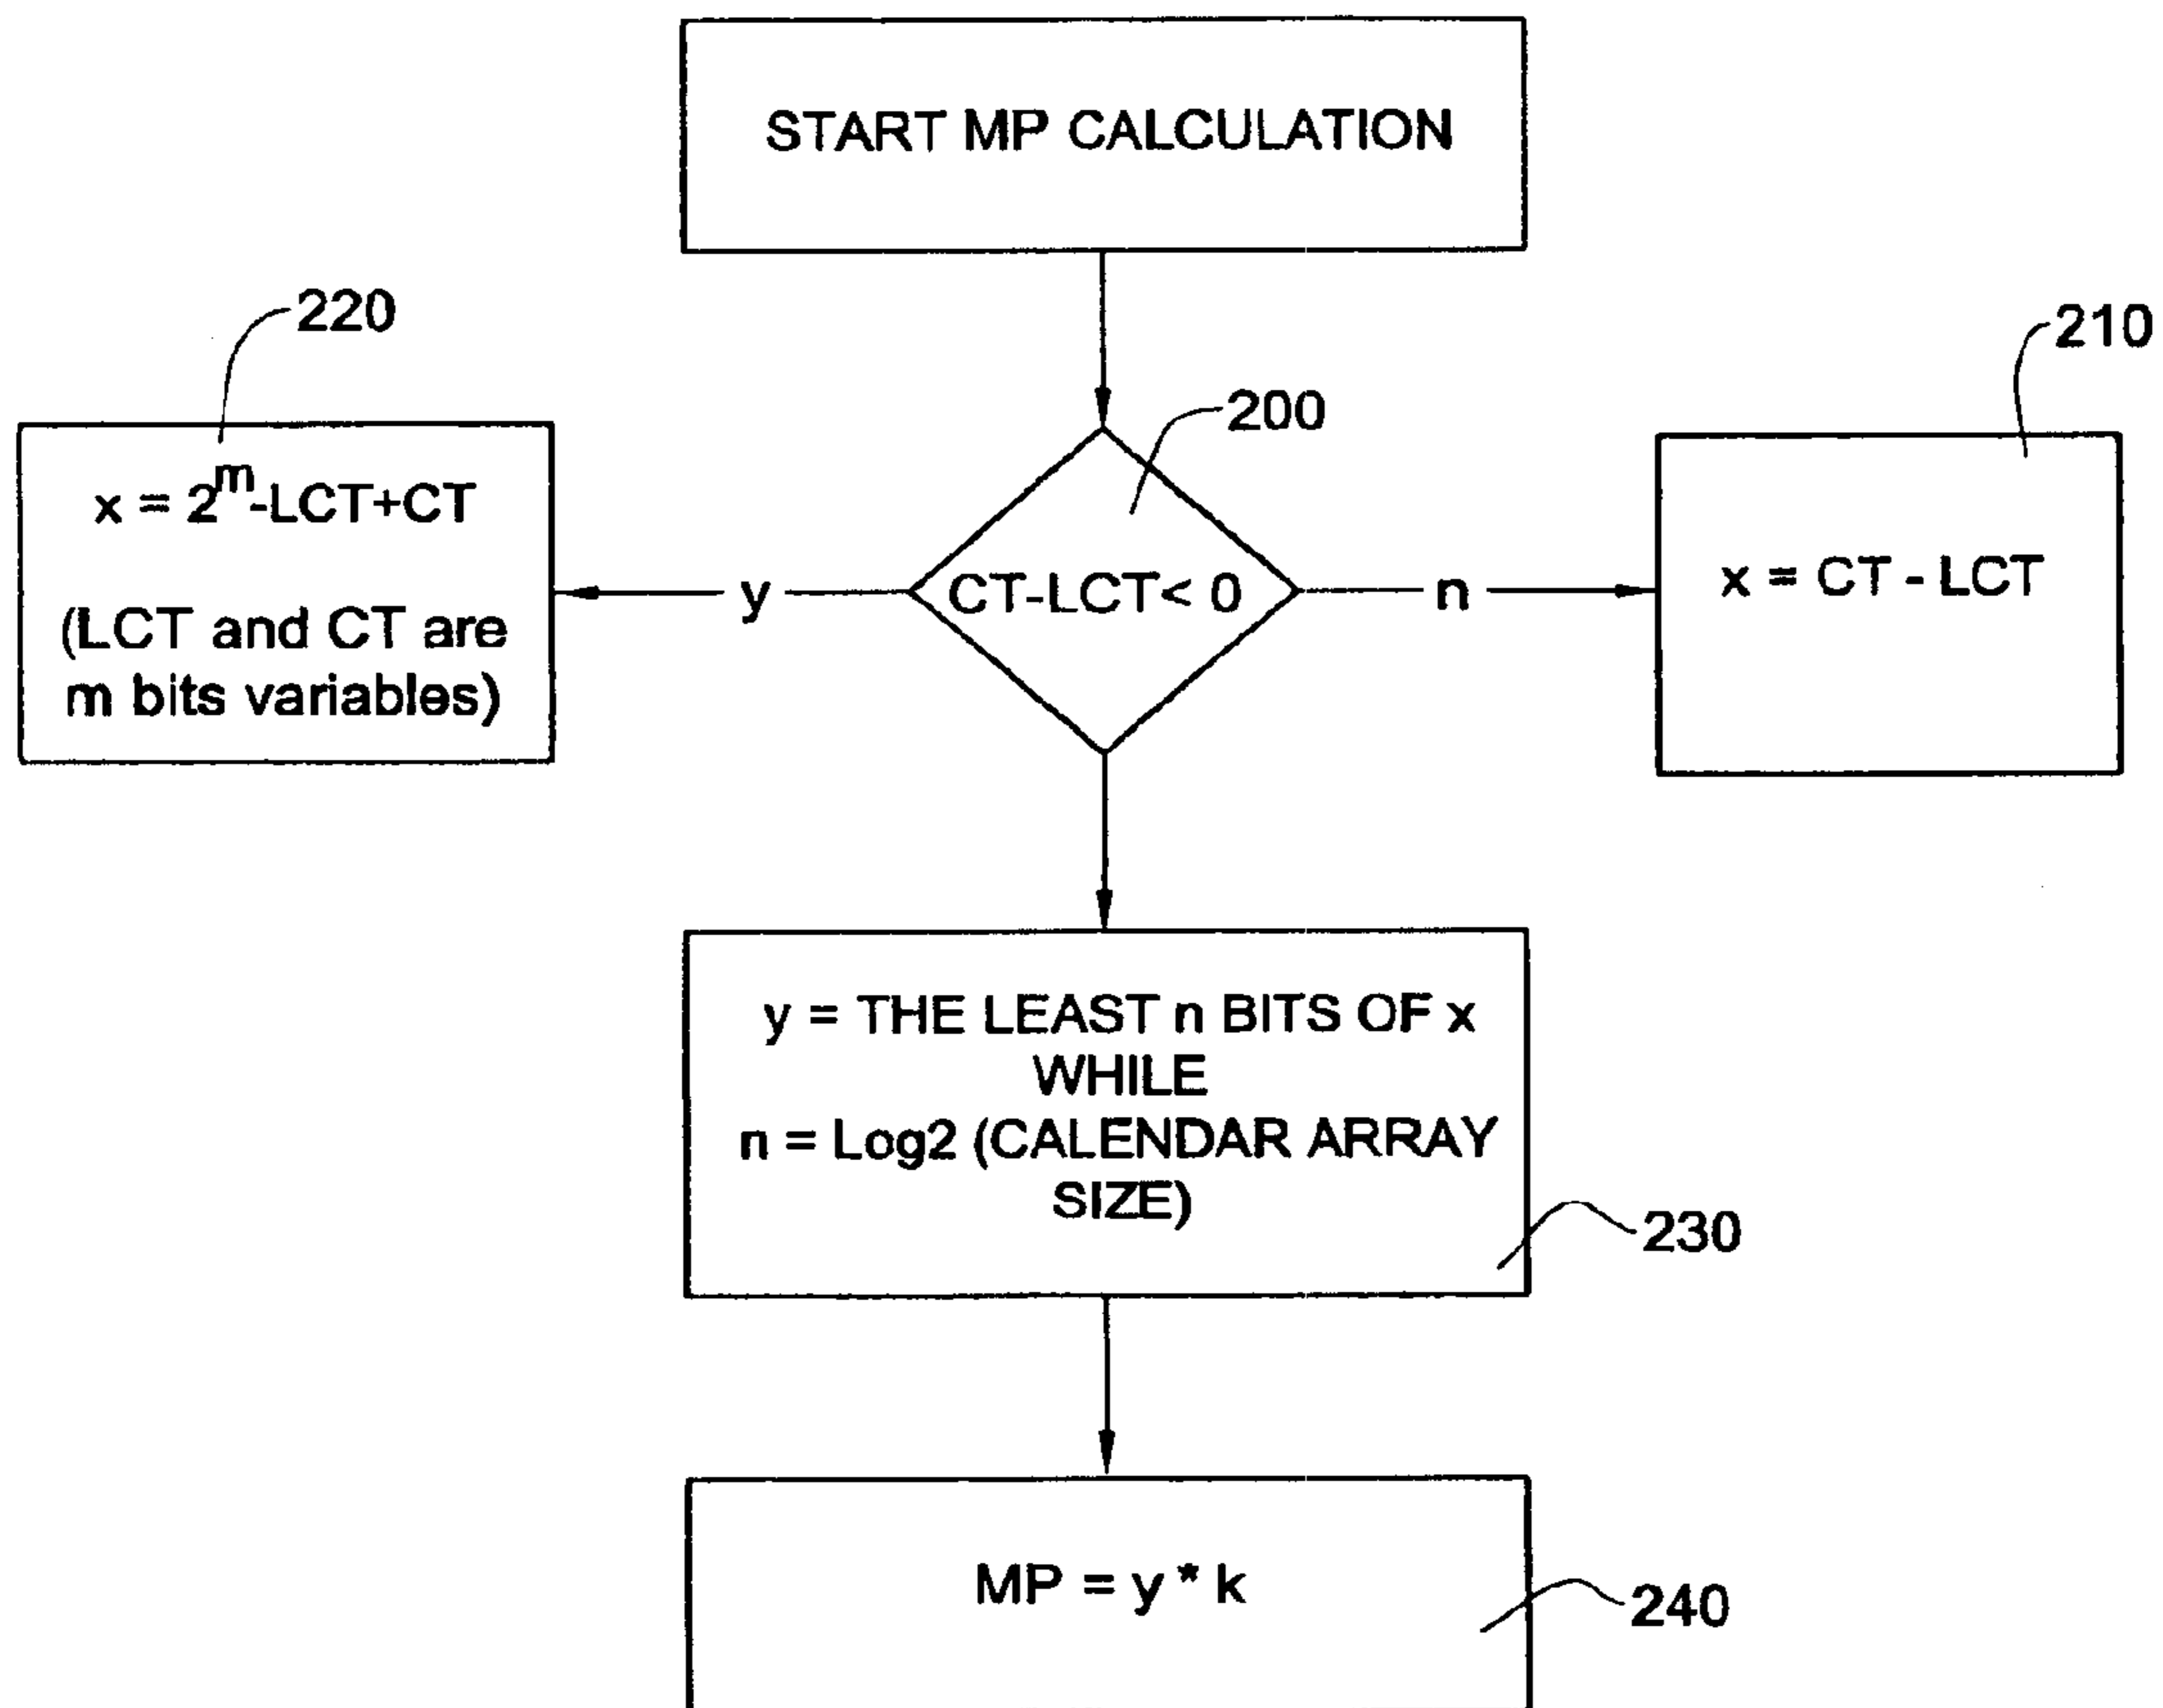 START MP CALCULATION
220
210
200
x = 2^m-LCT+CT
(LCT and CT are
m bits variables)
y
CT-LCT< 0
n
x = CT - LCT
y = THE LEAST n BITS OF x
WHILE
n = Log2 (CALENDAR ARRAY
SIZE)
230
MP = y * k
240